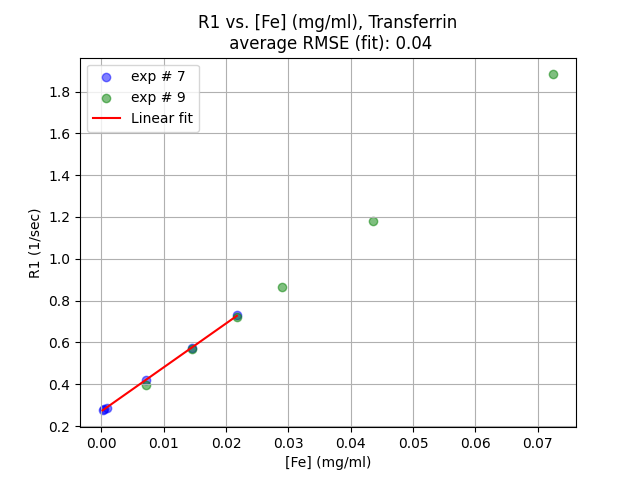 R1 vs. [Fe] (mg/ml), Transferrin
average RMSE (fit): 0.04
exp # 7
exp # 9
Linear fit
1.8
1.6
1.4
1.2
1.0
0.8
0.6
0.4
0.2
R1 (1/sec)
0.00 0.01 0.02 0.03 0.04 0.05 0.06 0.07
[Fe] (mg/ml)